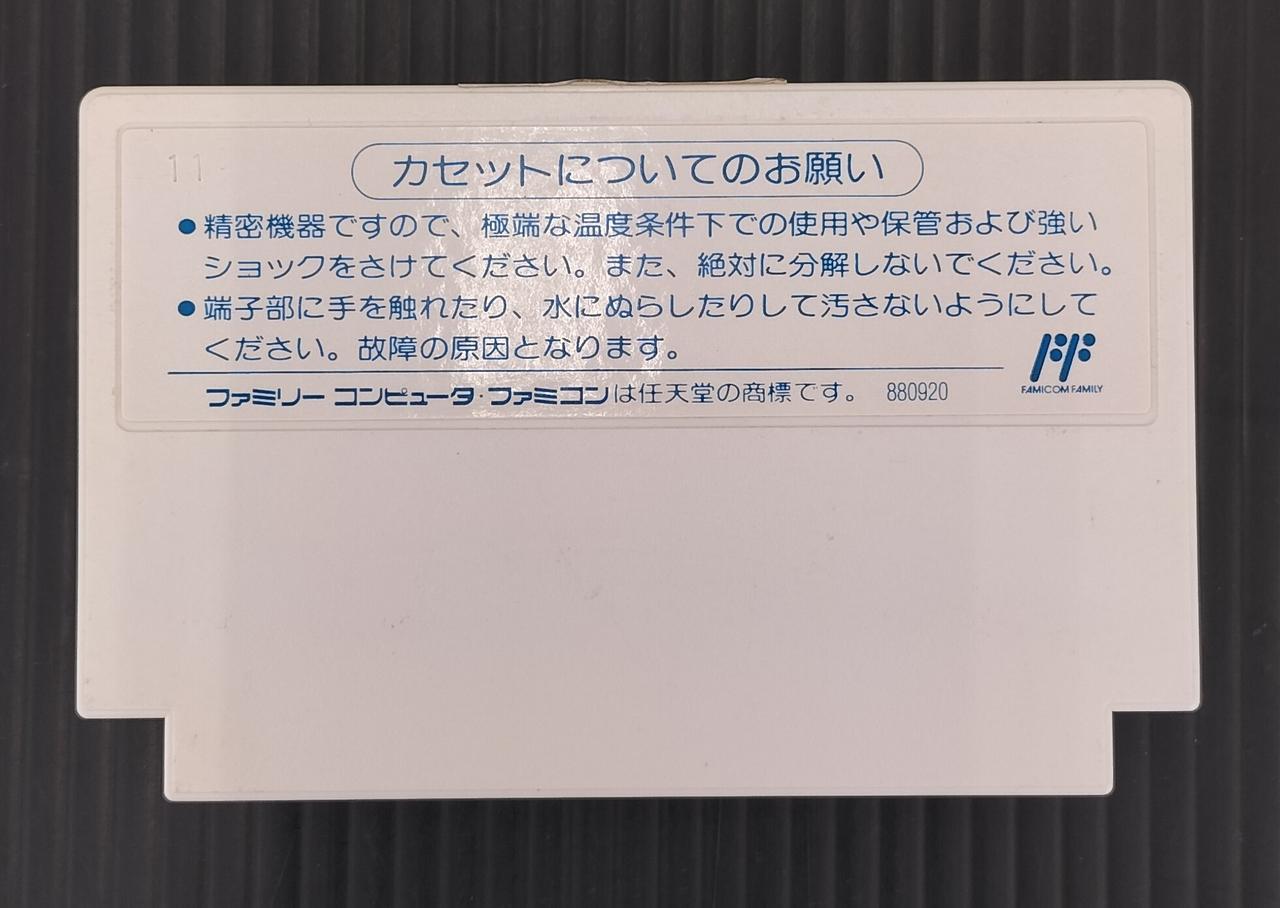 11
カセットについてのお願い
●精密機器ですので、極端な温度条件下での使用や保管および強い
ショックをさけてください。また、絶対に分解しないでください。
●端子部に手を触れたり、水にぬらしたりして汚さないようにして
ください。故障の原因となります。
ファミリー コンピュータ・ファミコンは任天堂の商標です。 880920
FF
FAMICOM FAMILY